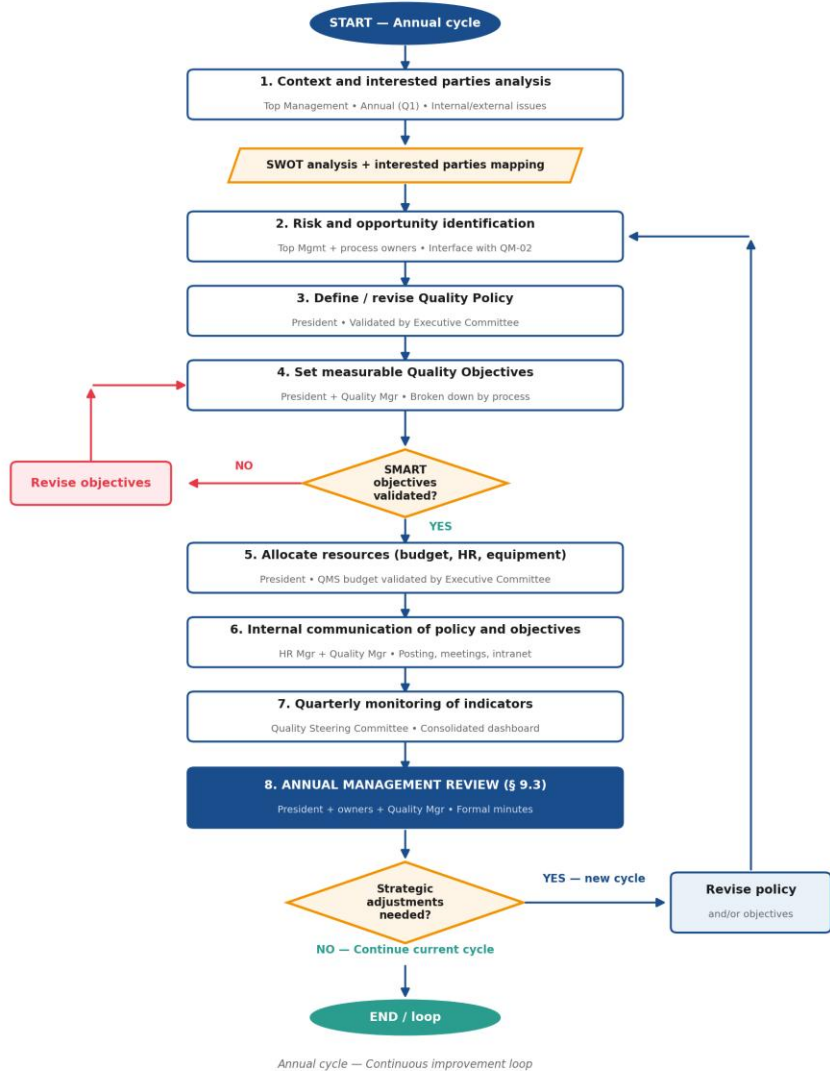 START — Annual cycle
1. Context and interested parties analysis
Top Management • Annual (Q1) • Internal/external issues
SWOT analysis + interested parties mapping
2. Risk and opportunity identification
Top Mgmt + process owners • Interface with QM-02
3. Define / revise Quality Policy
President • Validated by Executive Committee
4. Set measurable Quality Objectives
President + Quality Mgr • Broken down by process
SMART
objectives
validated?
NO
Revise objectives
YES
5. Allocate resources (budget, HR, equipment)
President • QMS budget validated by Executive Committee
6. Internal communication of policy and objectives
HR Mgr + Quality Mgr • Posting, meetings, intranet
7. Quarterly monitoring of indicators
Quality Steering Committee • Consolidated dashboard
8. ANNUAL MANAGEMENT REVIEW (§ 9.3)
President + owners + Quality Mgr • Formal minutes
Strategic
adjustments
needed?
YES — new cycle
Revise policy
and/or objectives
NO — Continue current cycle
END / loop
Annual cycle — Continuous improvement loop